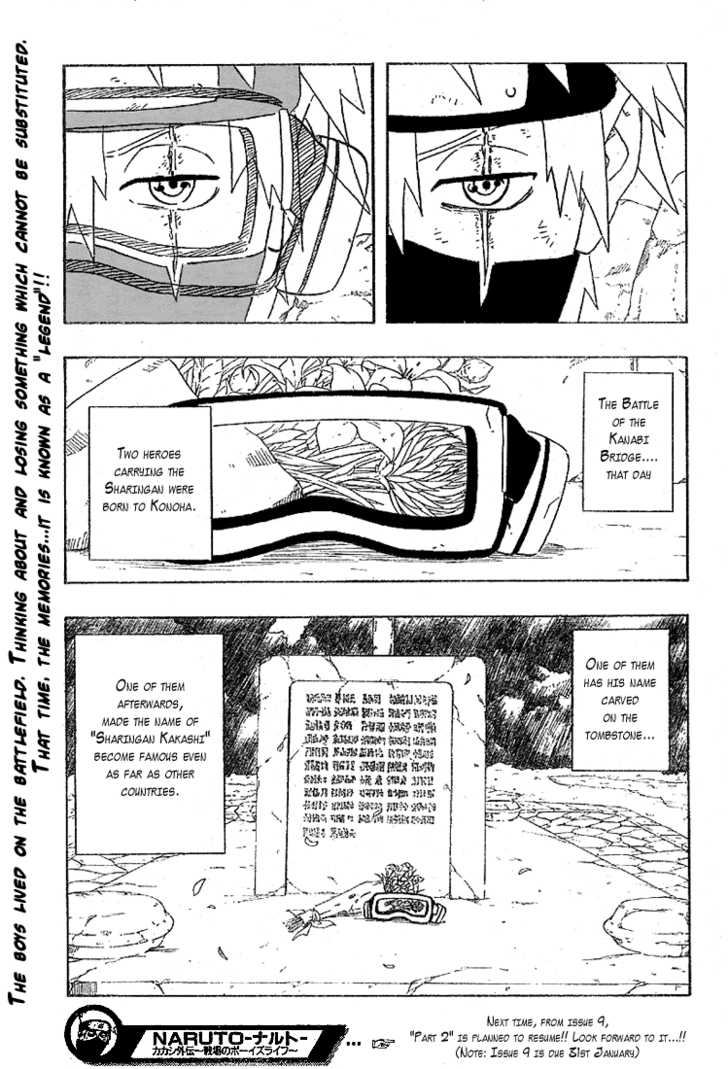 THE BOYS LIVED ON THE BATTLEFIELD. THINKING ABOUT AND LOSING SOMETHING WHICH CANNOT BE SUBSTITUTED.
THAT TIME, THE MEMORIES...IT IS KNOWN AS A "LEGEND"!!
THE BATTLE
OF THE
KANABI
BRIDGE....
THAT DAY
TWO HEROES
CARRYING THE
SHARINGAN WERE
BORN TO KONOHA.
ONE OF THEM
HAS HIS NAME
CARVED
ON THE
TOMBSTONE...
ONE OF THEM
AFTERWARDS,
MADE THE NAME OF
"SHARINGAN KAKASHI"
BECOME FAMOUS EVEN
AS FAR AS OTHER
COUNTRIES.
NARUTO-ナルト-
カカシ外伝~戦場のボーイズライフ~
...
NEXT TIME, FROM ISSUE 9,
"PART 2" IS PLANNED TO RESUME!! LOOK FORWARD TO IT...!!
(NOTE: ISSUE 9 IS DUE 31ST JANUARY)